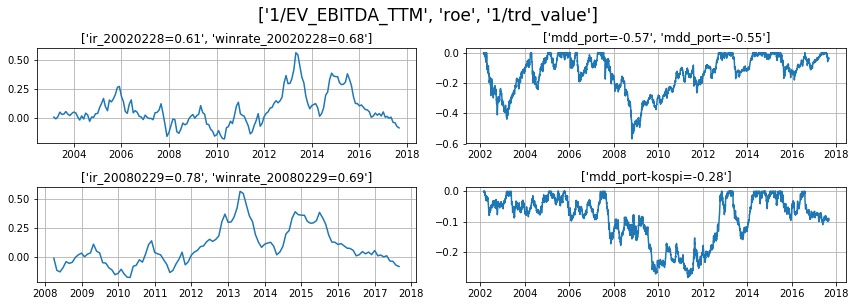 ['1/EV_EBITDA_TTM', 'roe', '1/trd_value']
['ir_20020228=0.61', 'winrate_20020228=0.68']
0.50
0.25
0.00
2004 2006 2008 2010 2012 2014 2016 2018
['mdd_port=-0.57', 'mdd_port=-0.55']
0.0
−0.2
−0.4
−0.6
2002 2004 2006 2008 2010 2012 2014 2016 2018
['ir_20080229=0.78', 'winrate_20080229=0.69']
0.50
0.25
0.00
2008 2009 2010 2011 2012 2013 2014 2015 2016 2017 2018
['mdd_port-kospi=-0.28']
0.0
−0.1
−0.2
2002 2004 2006 2008 2010 2012 2014 2016 2018